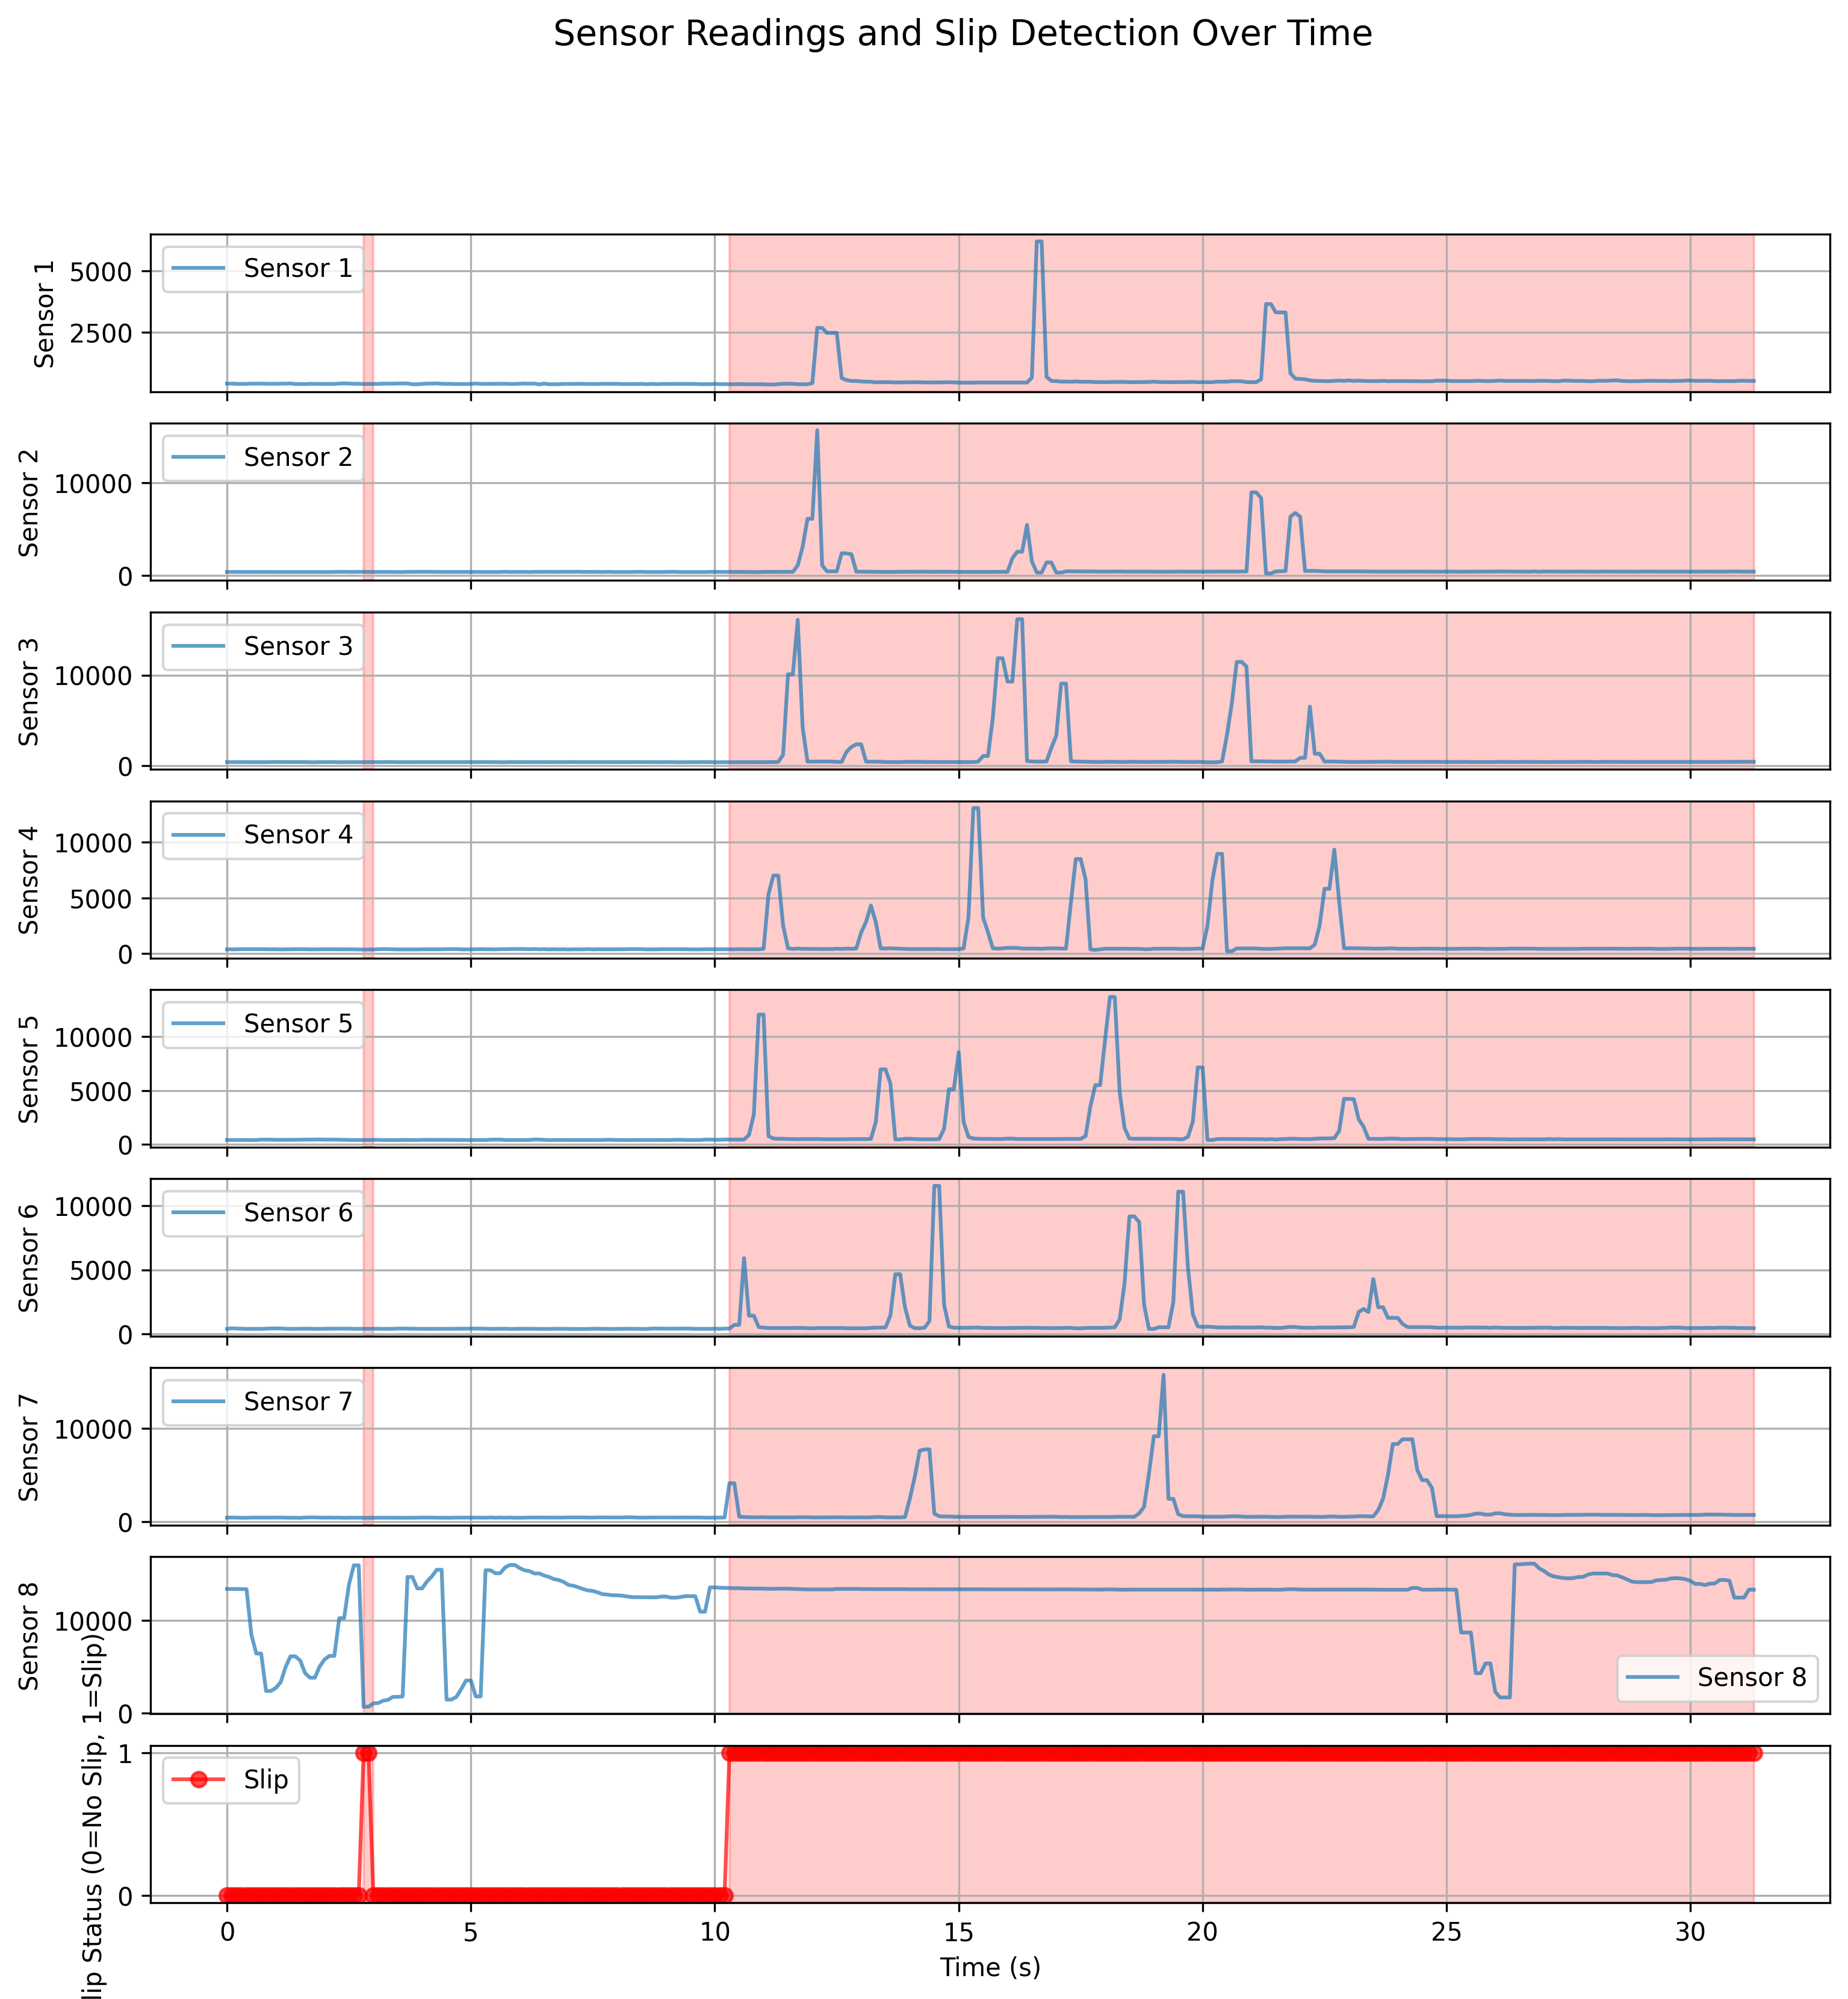 Sensor Readings and Slip Detection Over Time
Sensor 1
5000
2500
Sensor 1
Sensor 2
10000
0
Sensor 2
Sensor 3
10000
0
Sensor 3
Sensor 4
10000
5000
0
Sensor 4
Sensor 5
10000
5000
0
Sensor 5
Sensor 6
10000
5000
0
Sensor 6
Sensor 7
10000
0
Sensor 7
Sensor 8
10000
0
Sensor 8
lip Status (0=No Slip, 1=Slip)
1
0
Slip
0 5 10 15 20 25 30
Time (s)